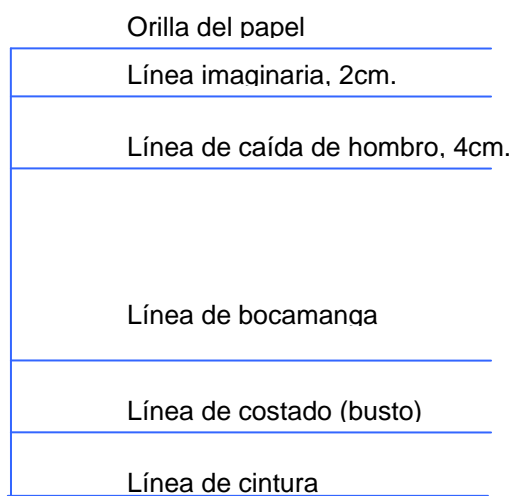 Orilla del papel
Línea imaginaria, 2cm.
Línea de caída de hombro, 4cm.
Línea de bocamanga
Línea de costado (busto)
Línea de cintura